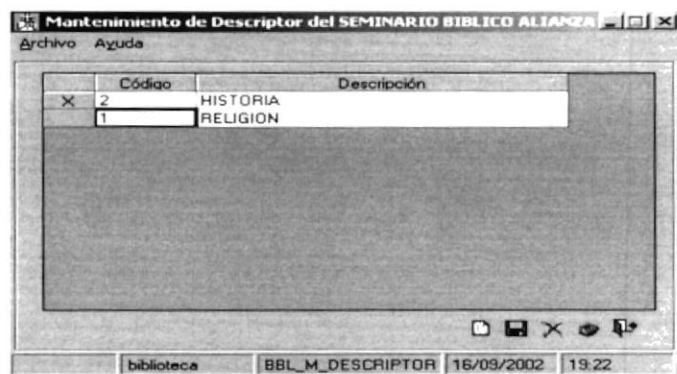 Mantenimiento de Descriptor del SEMINARIO BIBLICO ALIANZA
Archivo Ayuda
Código Descripción
X 2 HISTORIA
1 RELIGION
biblioteca BBL_M_DESCRIPTOR 16/09/2002 19:22